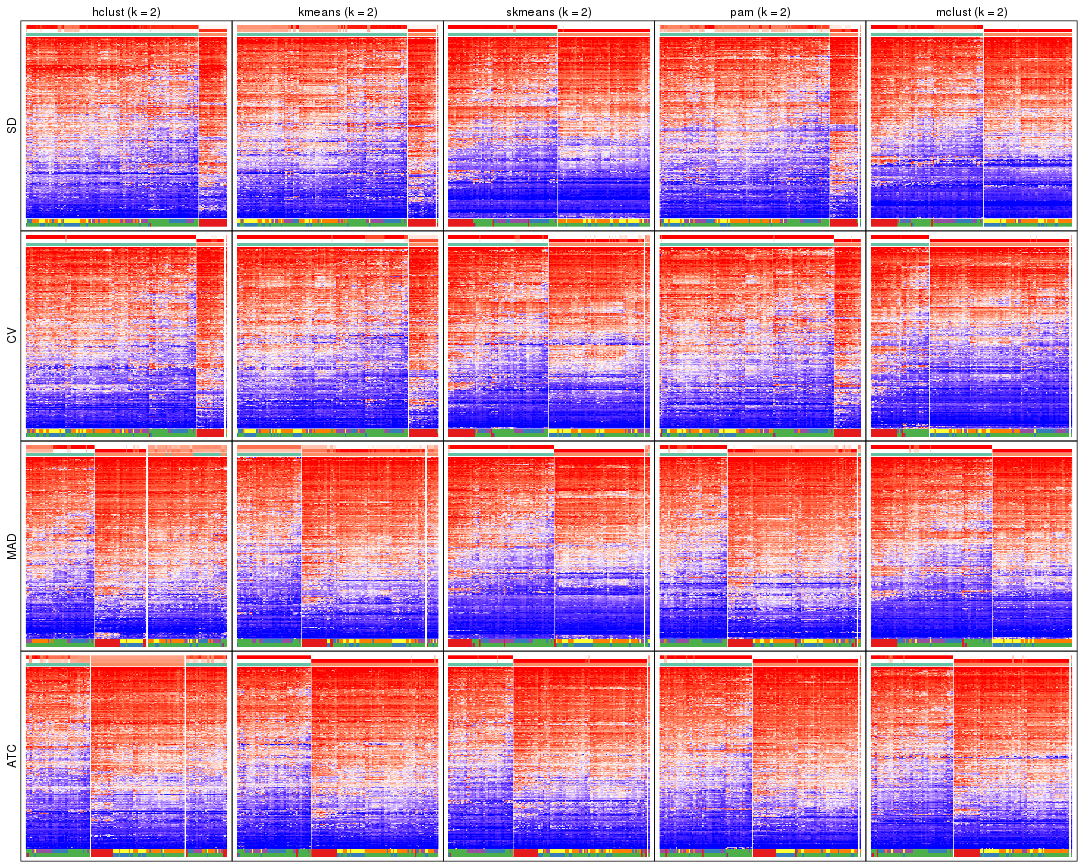 hclust (k = 2) kmeans (k = 2) skmeans (k = 2) pam (k = 2) mclust (k = 2)
SD
CV
MAD
ATC